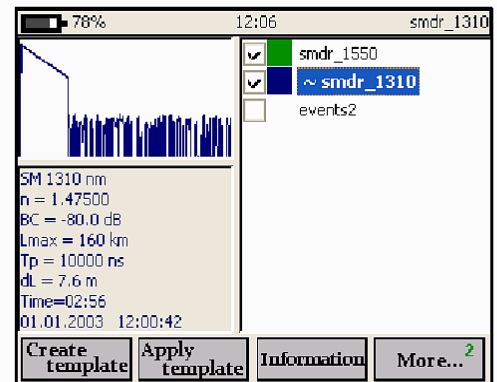 78% 12:06 smdr_1310
smdr_1550
~ smdr_1310
events2
SM 1310 nm
n = 1.47500
BC = -80.0 dB
Lmax = 160 km
Tp = 10000 ns
dL = 7.6 m
Time=02:56
01.01.2003 12:00:42
Create template
Apply template
Information
More... 2